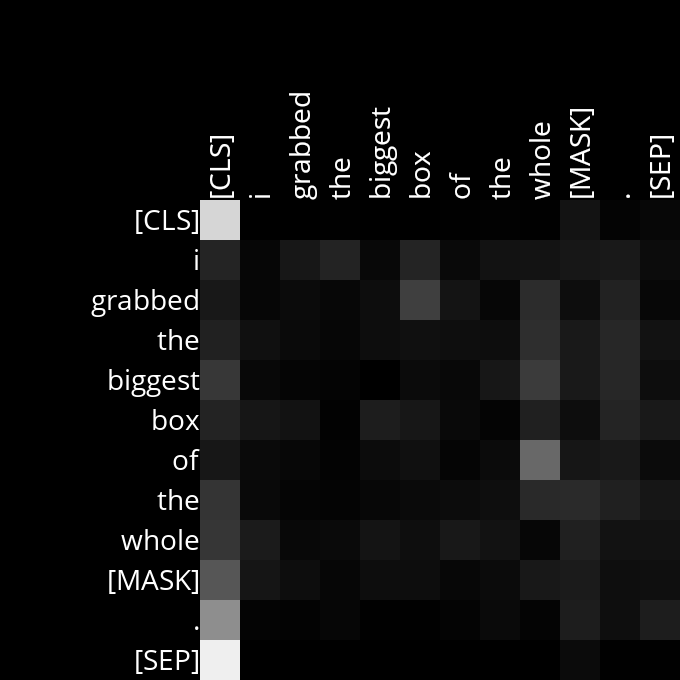 [CLS] i grabbed the biggest box of the whole [MASK] . [SEP]
[CLS]
i
grabbed
the
biggest
box
of
the
whole
[MASK]
.
[SEP]